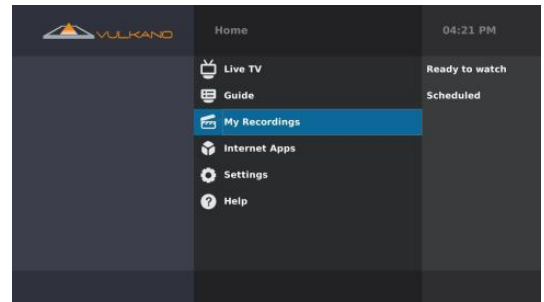 VULKANO
Home
04:21 PM
Live TV
Ready to watch
Guide
Scheduled
My Recordings
Internet Apps
Settings
? Help